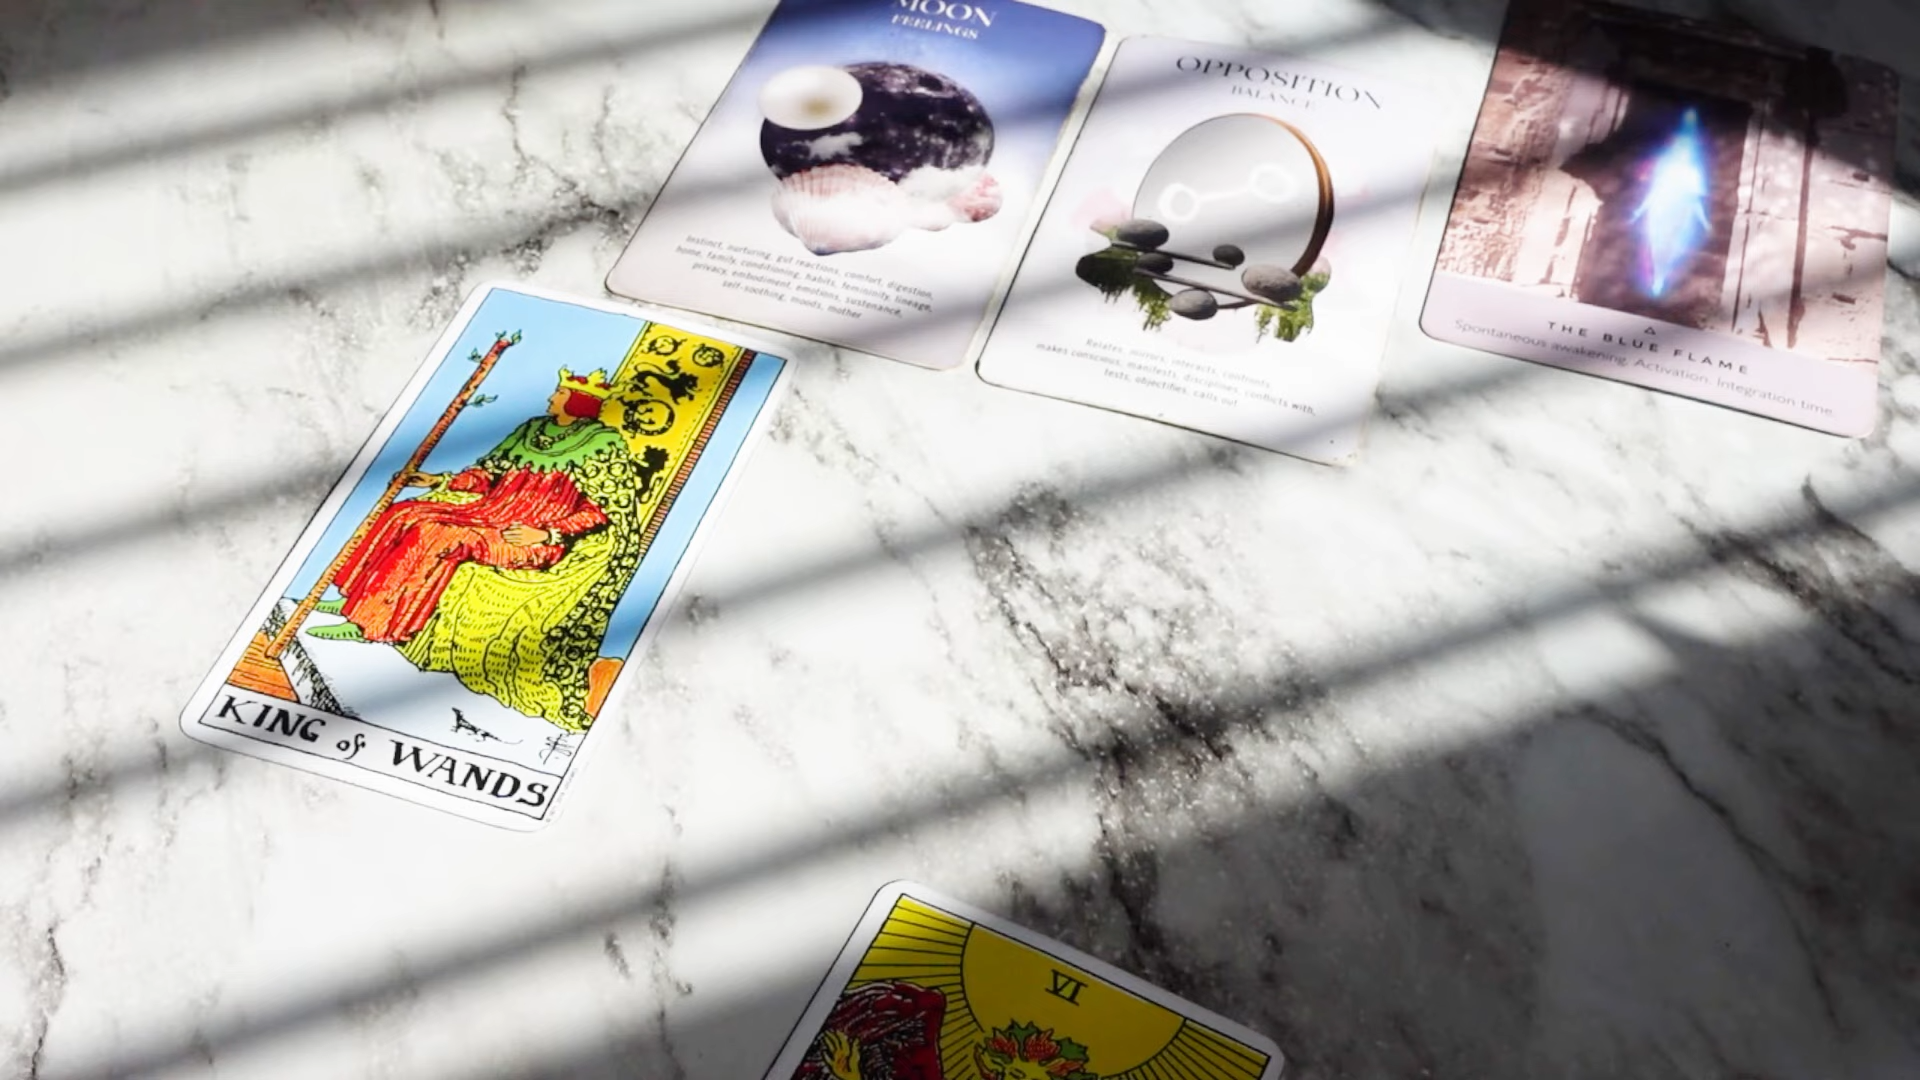 MOON
FEELINGS
Instinct, nurturing, gut reactions, comfort, digestion,
home, family, conditioning, habits, femininity, lineage,
privacy, embodiment, emotions, sustenance,
self-soothing, moods, mother
OPPOSITION
BALANCE
Relates, mirrors, interacts, confronts,
makes conscious, manifests, disciplines, conflicts with,
tests, objectifies, calls out
THE BLUE FLAME
Spontaneous awakening. Activation. Integration time.
KING of WANDS
VI